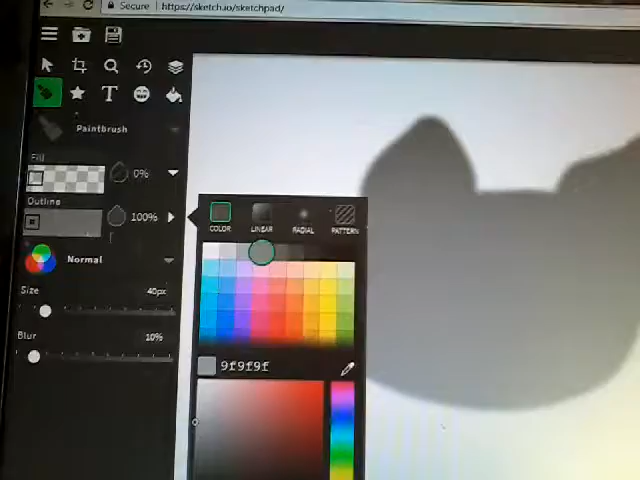 Secure | https://sketch.io/sketchpad/
T
Paintbrush
Fill
0%
Outline
100%
COLOR LINEAR RADIAL PATTERN
Normal
Size
40px
Blur
10%
9f9f9f